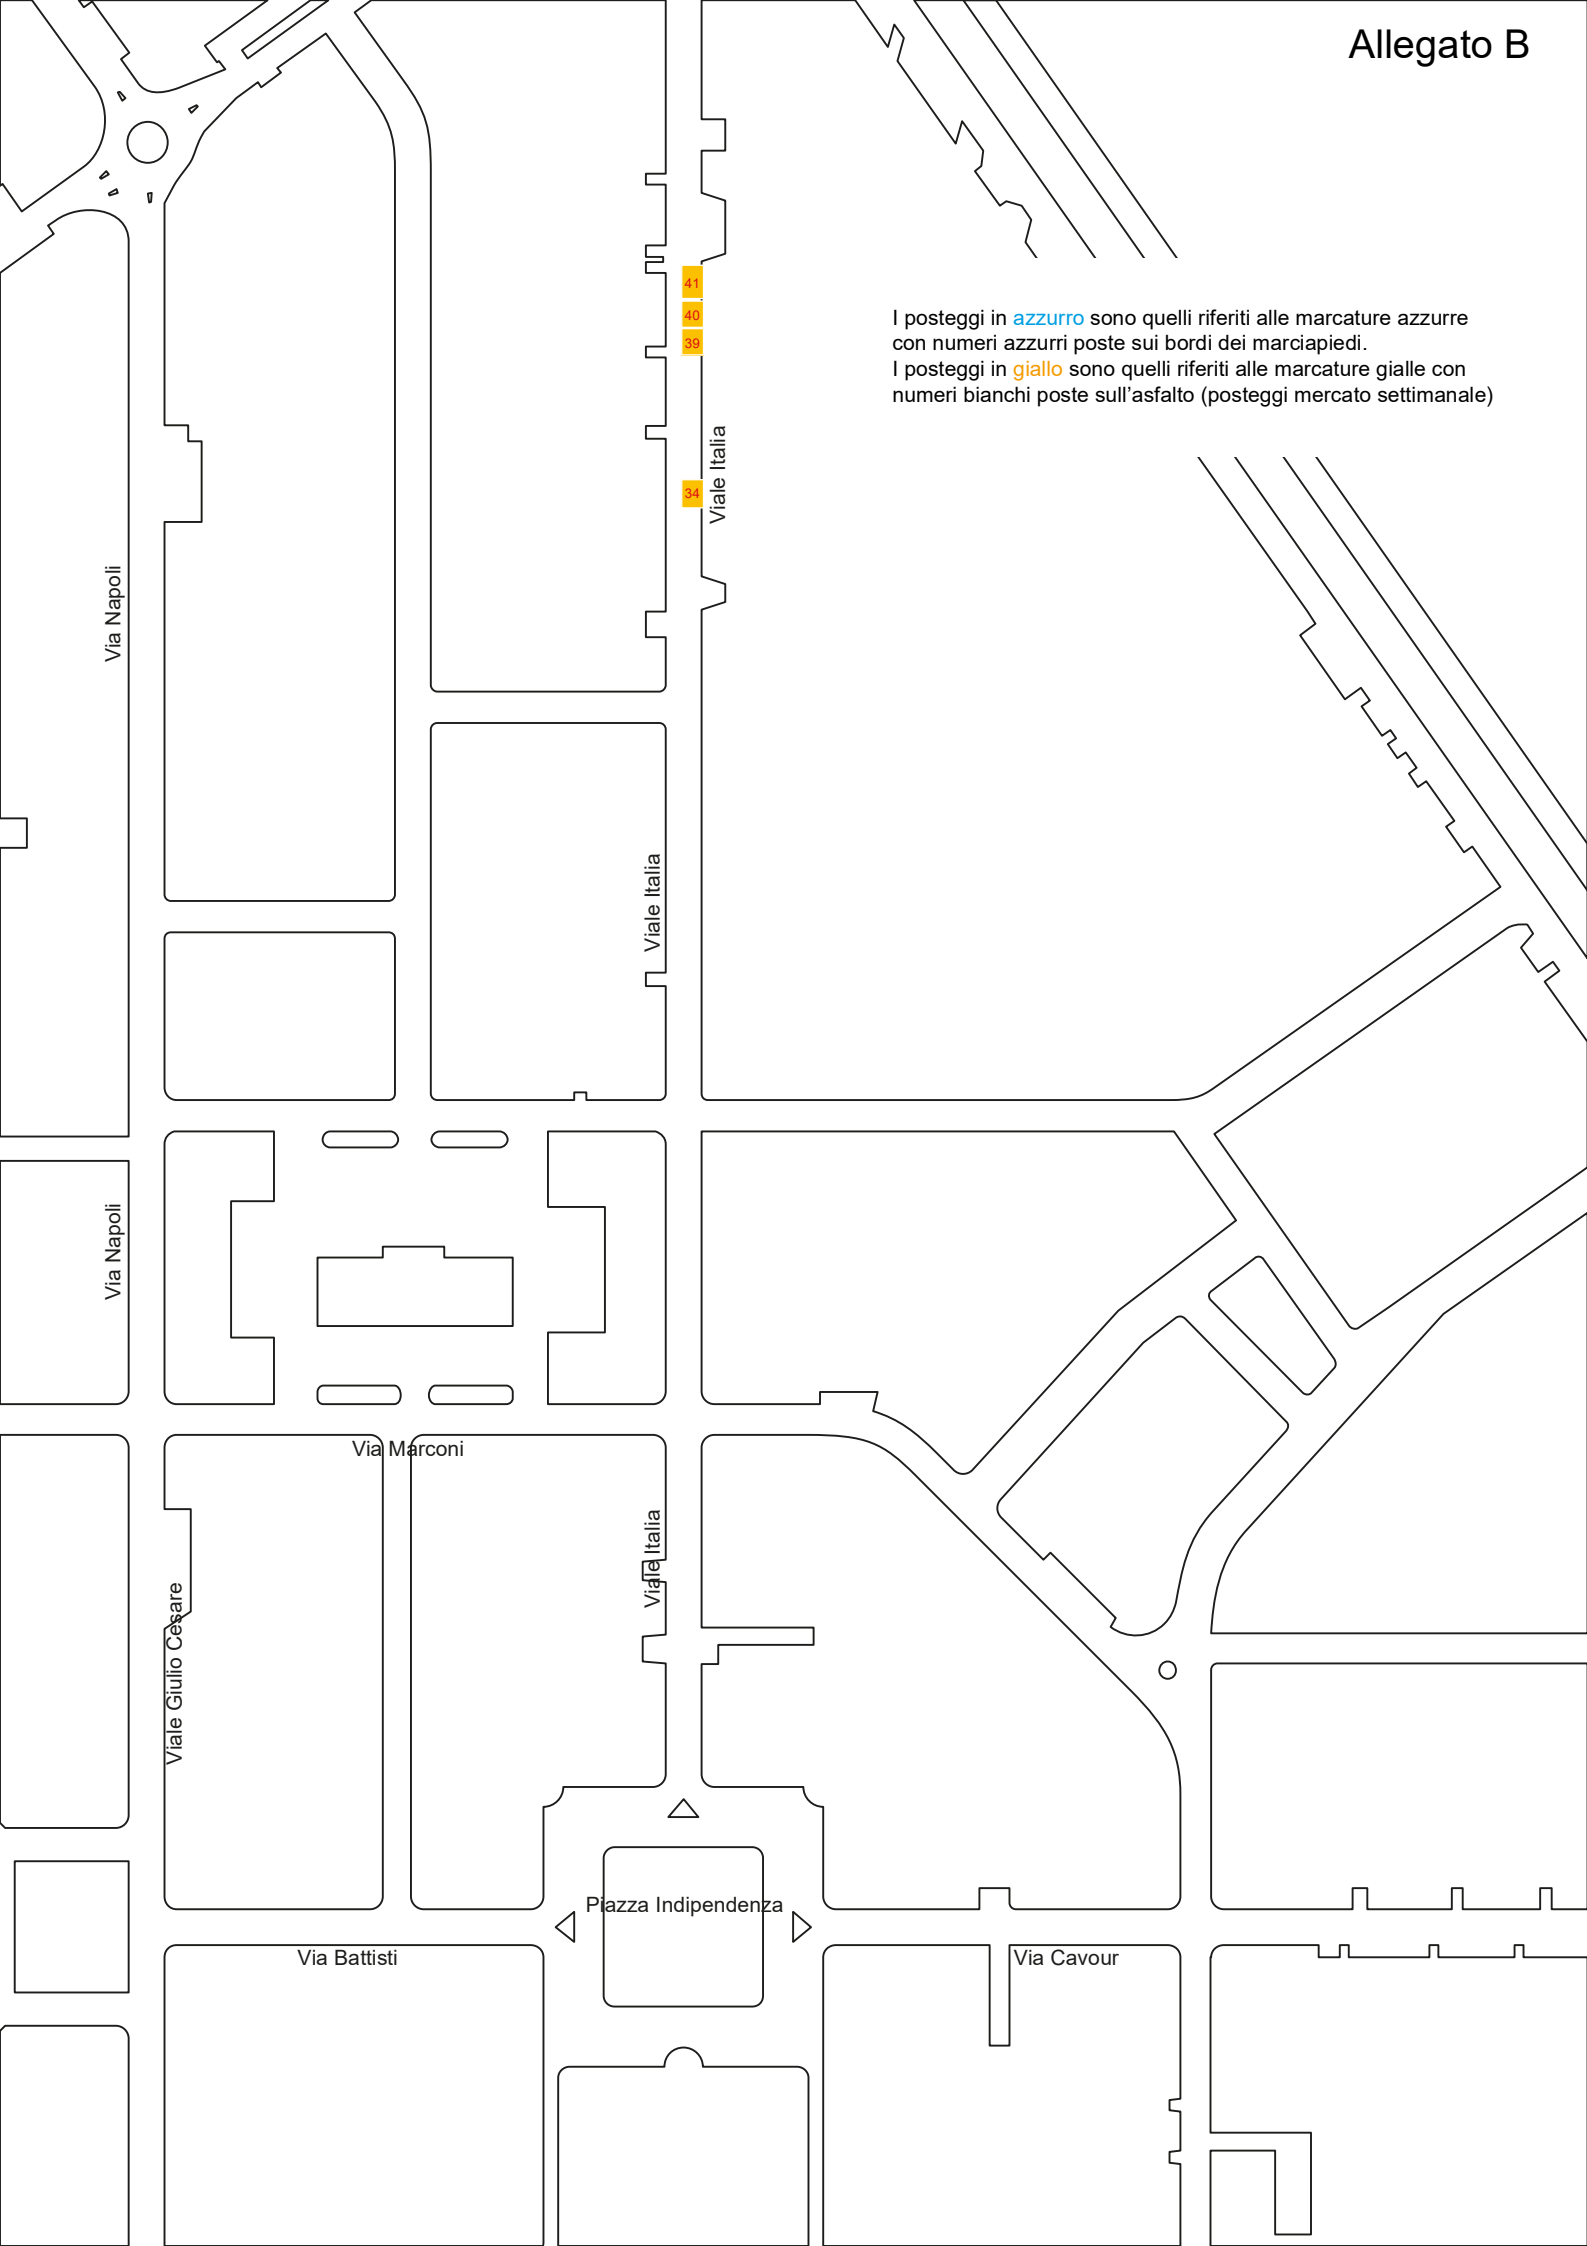 Allegato B
41
40
39
I posteggi in azzurro sono quelli riferiti alle marcature azzurre
con numeri azzurri poste sui bordi dei marciapiedi.
I posteggi in giallo sono quelli riferiti alle marcature gialle con
numeri bianchi poste sull'asfalto (posteggi mercato settimanale)
Viale Italia
34
Via Napoli
Viale Italia
Via Napoli
Via Marconi
Viale Italia
Viale Giulio Cesare
Piazza Indipendenza
Via Battisti
Via Cavour